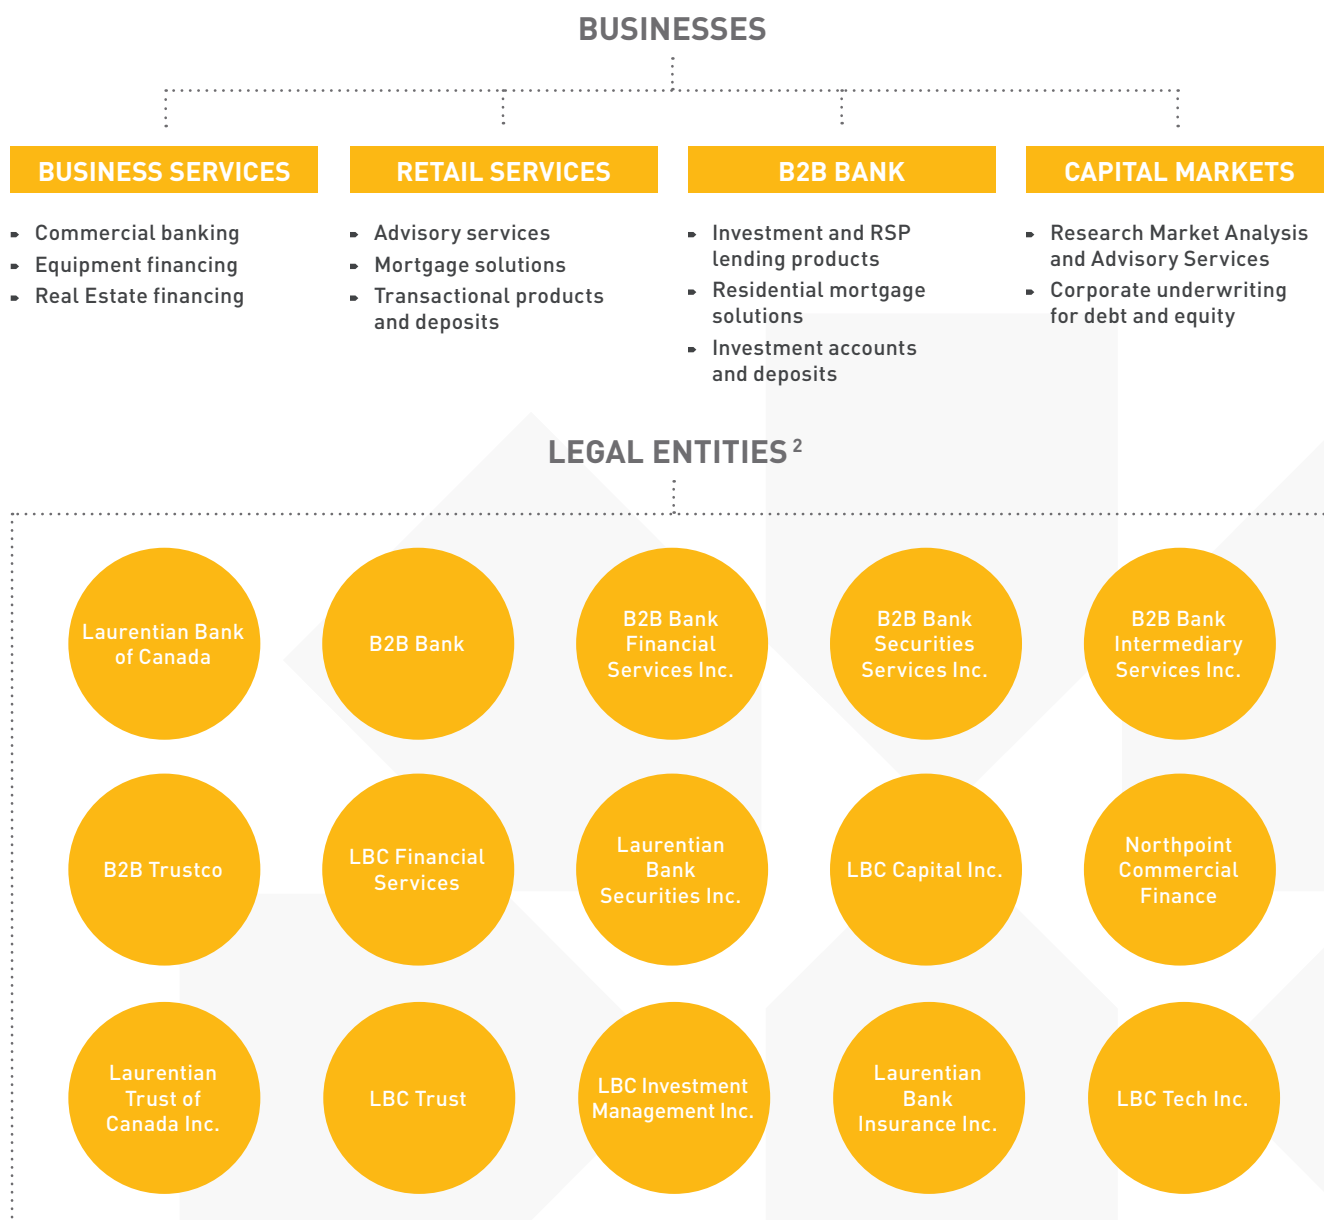 BUSINESSES
BUSINESS SERVICES
Commercial banking
Equipment financing
Real Estate financing
RETAIL SERVICES
Advisory services
Mortgage solutions
Transactional products
and deposits
B2B BANK
Investment and RSP
lending products
Residential mortgage
solutions
Investment accounts
and deposits
CAPITAL MARKETS
Research Market Analysis
and Advisory Services
Corporate underwriting
for debt and equity
LEGAL ENTITIES 2
Laurentian Bank
of Canada
B2B Bank
B2B Bank
Financial
Services Inc.
B2B Bank
Securities
Services Inc.
B2B Bank
Intermediary
Services Inc.
B2B Trustco
LBC Financial
Services
Laurentian
Bank
Securities Inc.
LBC Capital Inc.
Northpoint
Commercial
Finance
Laurentian
Trust of
Canada Inc.
LBC Trust
LBC Investment
Management Inc.
Laurentian
Bank
Insurance Inc.
LBC Tech Inc.